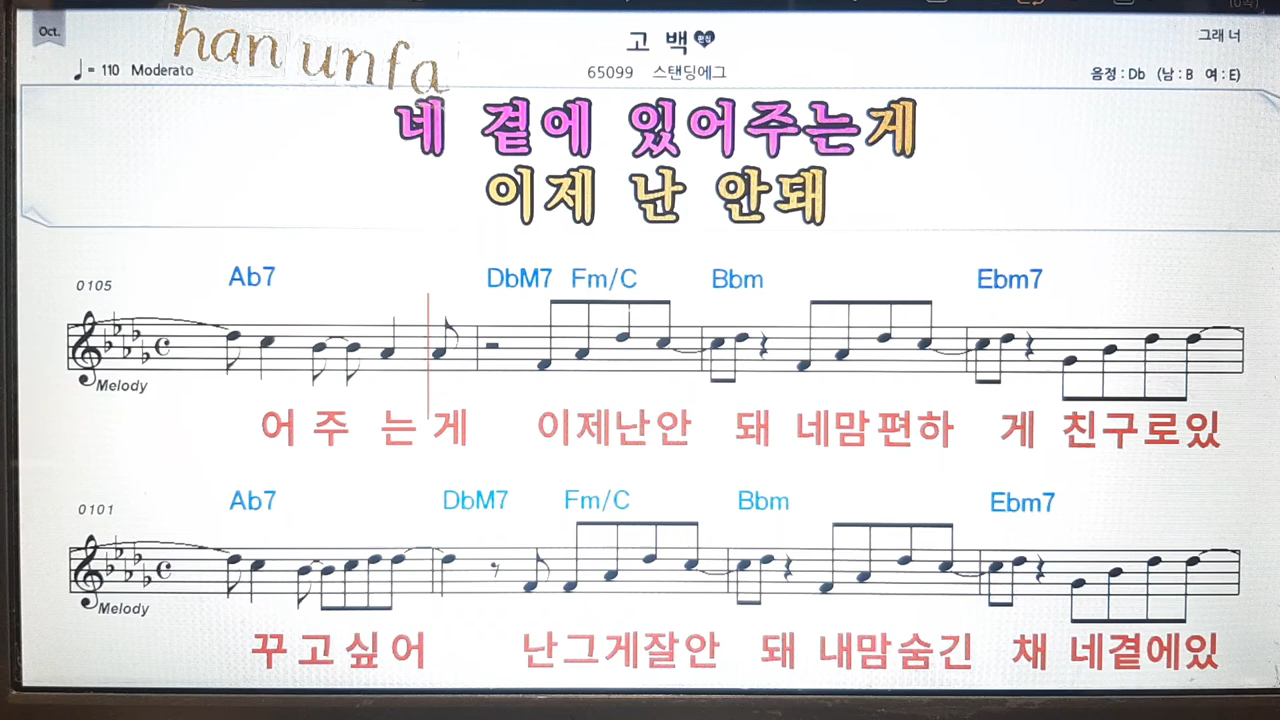 Oct.
han unfa
고 백 편집
그래 너
♩= 110 Moderato
65099 스탠딩에그
음정 : Db (남 : B 여 : E)
네 곁에 있어주는게
이제 난 안돼
0105
Ab7 DbM7 Fm/C Bbm Ebm7
Melody
어 주 는 게 이제난안 돼 네맘편하 게 친구로있
0101
Ab7 DbM7 Fm/C Bbm Ebm7
Melody
꾸 고 싶 어 난그게잘안 돼 내맘숨긴 채 네곁에있